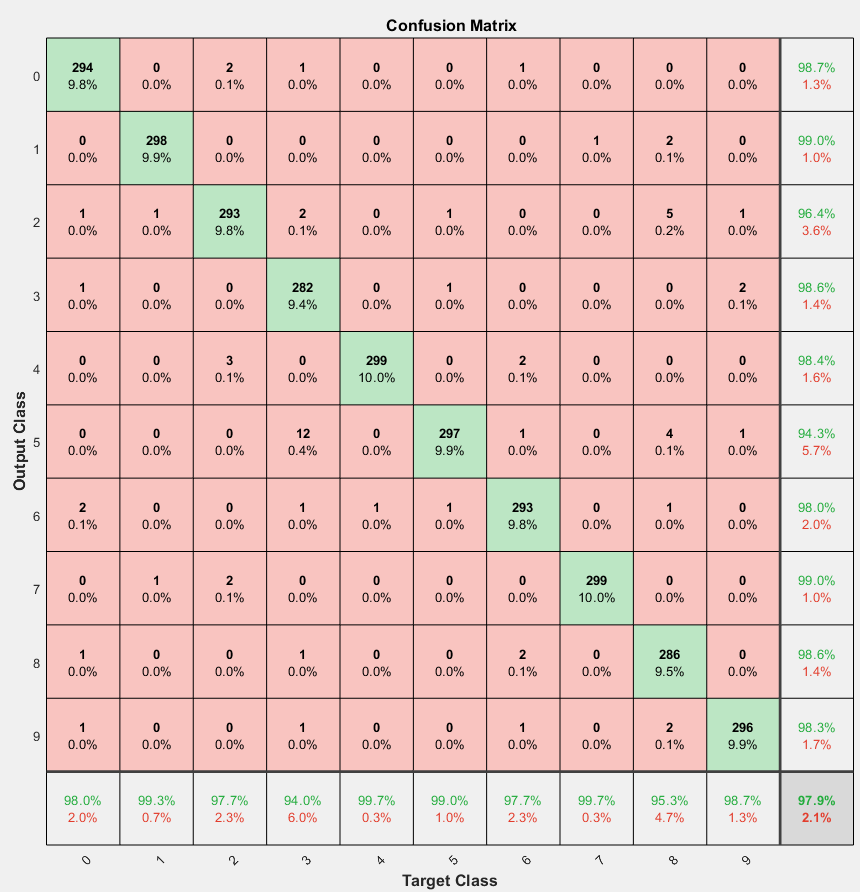 Confusion Matrix
0 294 0 2 1 0 0 1 0 0 0 98.7%
9.8% 0.0% 0.1% 0.0% 0.0% 0.0% 0.0% 0.0% 0.0% 0.0% 1.3%
1 0 298 0 0 0 0 0 1 2 0 99.0%
0.0% 9.9% 0.0% 0.0% 0.0% 0.0% 0.0% 0.0% 0.1% 0.0% 1.0%
2 1 1 293 2 0 1 0 0 5 1 96.4%
0.0% 0.0% 9.8% 0.1% 0.0% 0.0% 0.0% 0.0% 0.2% 0.0% 3.6%
3 1 0 0 282 0 1 0 0 0 2 98.6%
0.0% 0.0% 0.0% 9.4% 0.0% 0.0% 0.0% 0.0% 0.0% 0.1% 1.4%
4 0 0 3 0 299 0 2 0 0 0 98.4%
0.0% 0.0% 0.1% 0.0% 10.0% 0.0% 0.1% 0.0% 0.0% 0.0% 1.6%
Output Class
5 0 0 0 12 0 297 1 0 4 1 94.3%
0.0% 0.0% 0.0% 0.4% 0.0% 9.9% 0.0% 0.0% 0.1% 0.0% 5.7%
6 2 0 0 1 1 1 293 0 1 0 98.0%
0.1% 0.0% 0.0% 0.0% 0.0% 0.0% 9.8% 0.0% 0.0% 0.0% 2.0%
7 0 1 2 0 0 0 0 299 0 0 99.0%
0.0% 0.0% 0.1% 0.0% 0.0% 0.0% 0.0% 10.0% 0.0% 0.0% 1.0%
8 1 0 0 1 0 0 2 0 286 0 98.6%
0.0% 0.0% 0.0% 0.0% 0.0% 0.0% 0.1% 0.0% 9.5% 0.0% 1.4%
9 1 0 0 1 0 0 1 0 2 296 98.3%
0.0% 0.0% 0.0% 0.0% 0.0% 0.0% 0.0% 0.0% 0.1% 9.9% 1.7%
98.0% 99.3% 97.7% 94.0% 99.7% 99.0% 97.7% 99.7% 95.3% 98.7% 97.9%
2.0% 0.7% 2.3% 6.0% 0.3% 1.0% 2.3% 0.3% 4.7% 1.3% 2.1%
0 1 2 3 4 5 6 7 8 9
Target Class